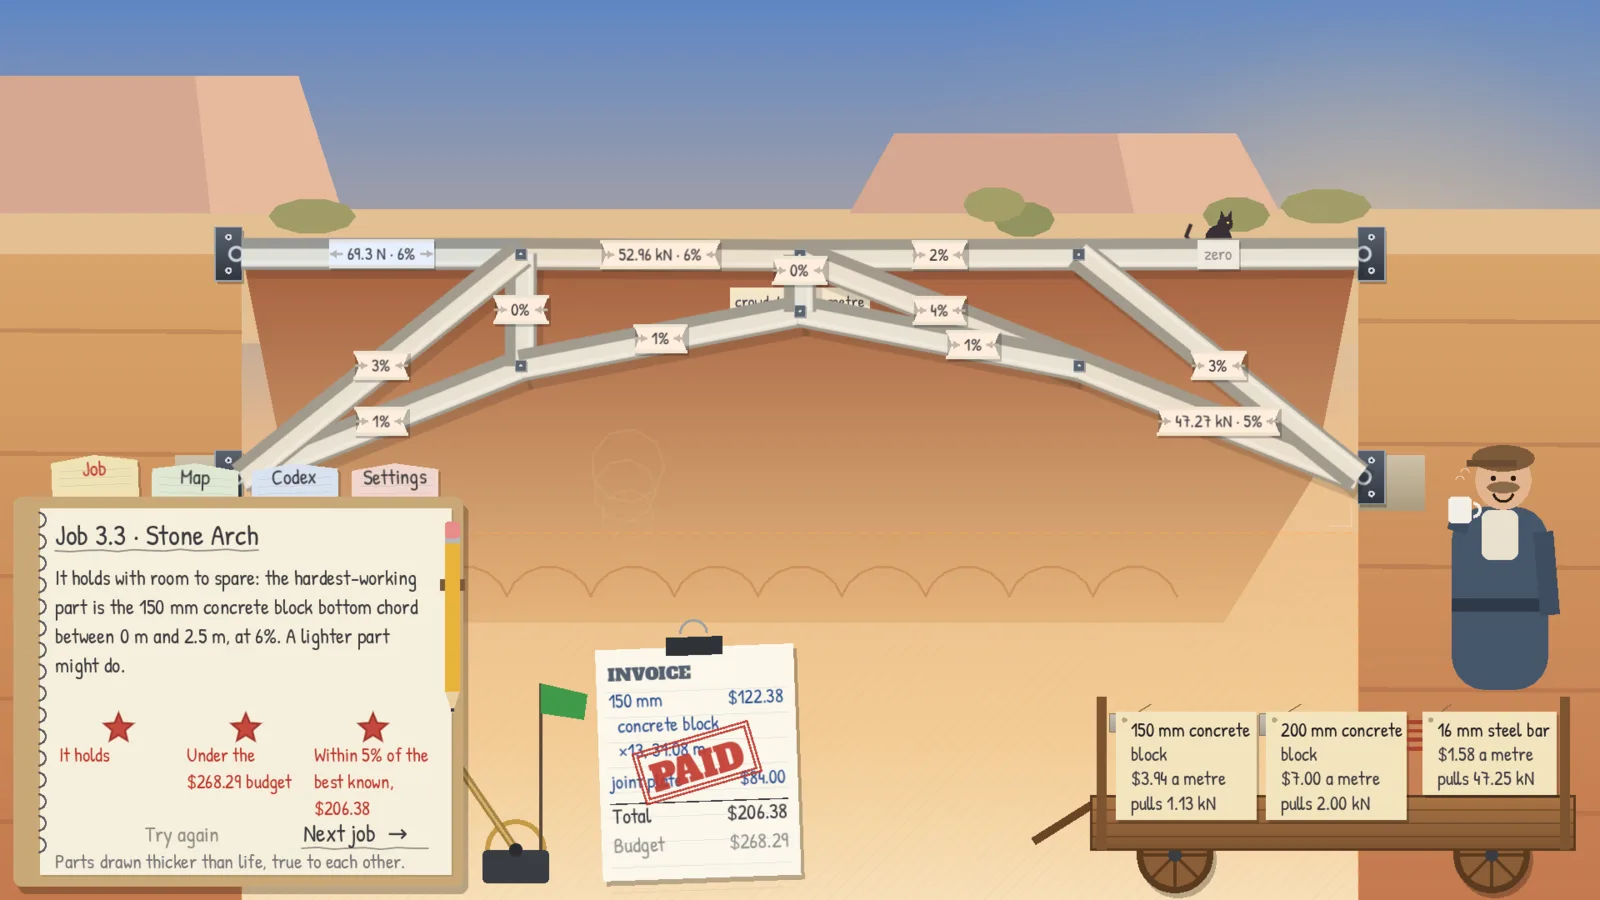 69.3 N · 6%
52.96 kN · 6%
0%
2%
zero
0%
4%
1%
1%
3%
3%
1%
47.27 kN · 5%
metre
Job
Map
Codex
Settings
Job 3.3 · Stone Arch
It holds with room to spare: the hardest-working
part is the 150 mm concrete block bottom chord
between 0 m and 2.5 m, at 6%. A lighter part
might do.
It holds
Under the
$268.29 budget
Within 5% of the
best known,
$206.38
Try again
Next job →
Parts drawn thicker than life, true to each other.
INVOICE
150 mm $122.38
concrete block
×13, 31.08 m
joint $84.00
PAID
Total $206.38
Budget $268.29
150 mm concrete
block
$3.94 a metre
pulls 1.13 kN
200 mm concrete
block
$7.00 a metre
pulls 2.00 kN
16 mm steel bar
$1.58 a metre
pulls 47.25 kN